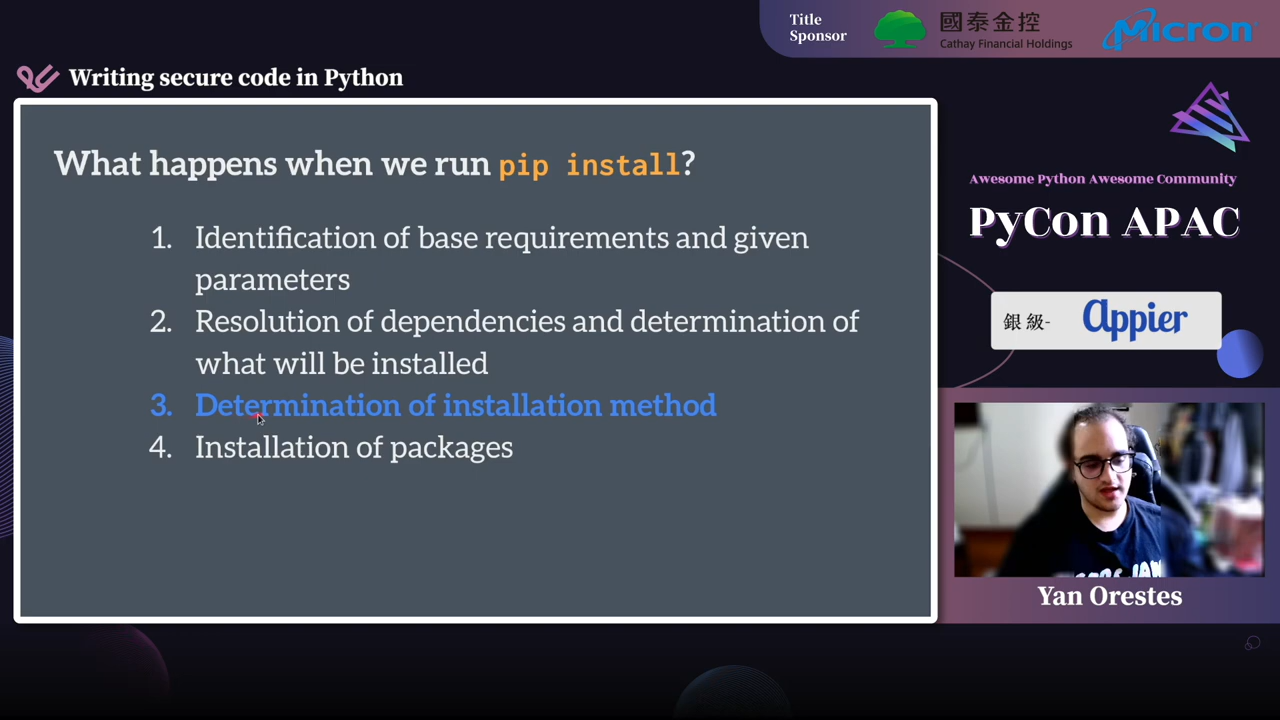 Title
Sponsor
國泰金控
Cathay Financial Holdings
Micron
Writing secure code in Python
What happens when we run pip install?
1. Identification of base requirements and given
parameters
2. Resolution of dependencies and determination of
what will be installed
3. Determination of installation method
4. Installation of packages
Awesome Python Awesome Community
PyCon APAC
銀級- Appier
Yan Orestes